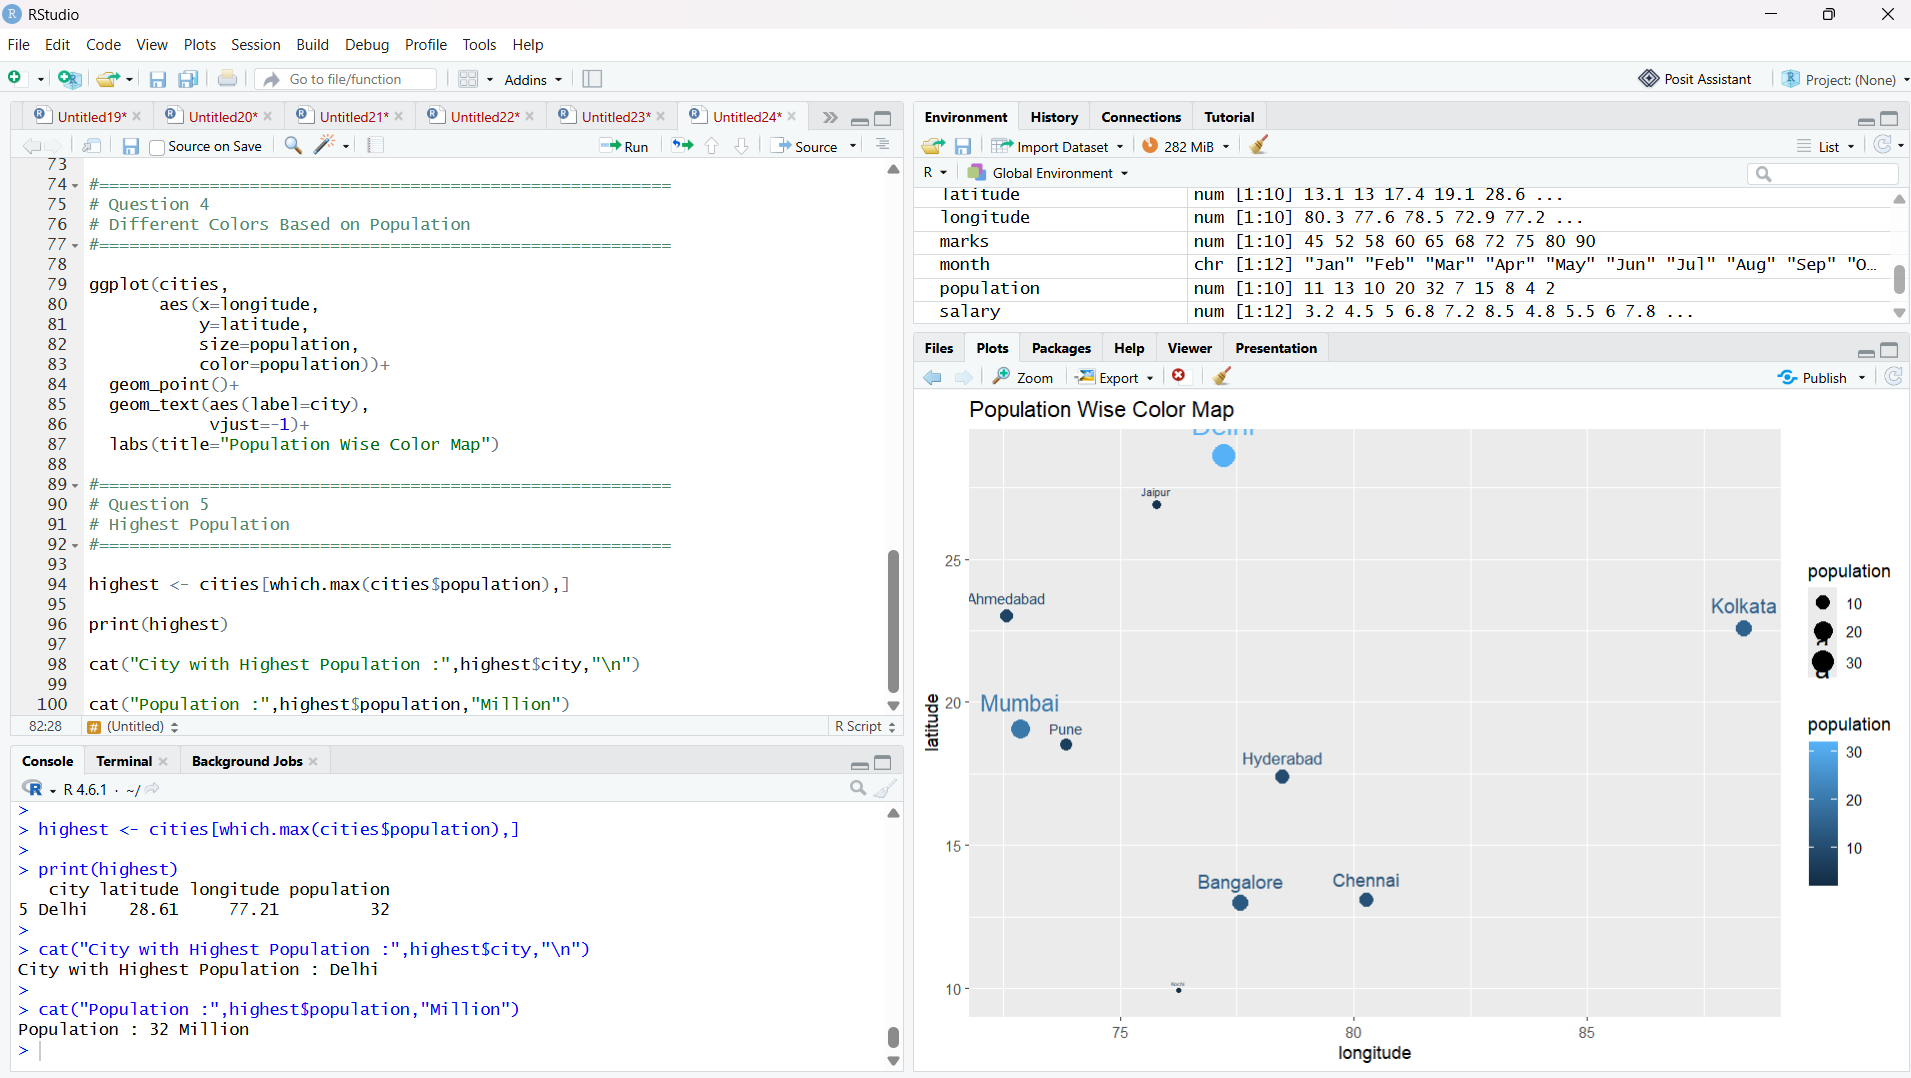 RStudio
File Edit Code View Plots Session Build Debug Profile Tools Help
Go to file/function Addins Posit Assistant Project: (None)
Untitled19* Untitled20* Untitled21* Untitled22* Untitled23* Untitled24*
Source on Save Run Source
73
74 #=========================================================
75 # Question 4
76 # Different Colors Based on Population
77 #=========================================================
78
79 ggplot(cities,
80 aes(x=longitude,
81 y=latitude,
82 size=population,
83 color=population))+
84 geom_point()+
85 geom_text(aes(label=city),
86 vjust=-1)+
87 labs(title="Population Wise Color Map")
88
89 #=========================================================
90 # Question 5
91 # Highest Population
92 #=========================================================
93
94 highest <- cities[which.max(cities$population),]
95
96 print(highest)
97
98 cat("City with Highest Population :",highest$city,"\n")
99
100 cat("Population :",highest$population,"Million")
82:28 # (Untitled) R Script
Console Terminal Background Jobs
R 4.6.1 · ~/
>
> highest <- cities[which.max(cities$population),]
>
> print(highest)
city latitude longitude population
5 Delhi 28.61 77.21 32
>
> cat("City with Highest Population :",highest$city,"\n")
City with Highest Population : Delhi
>
> cat("Population :",highest$population,"Million")
Population : 32 Million
>
Environment History Connections Tutorial
Import Dataset 282 MiB List
R Global Environment
latitude num [1:10] 13.1 13 17.4 19.1 28.6 ...
longitude num [1:10] 80.3 77.6 78.5 72.9 77.2 ...
marks num [1:10] 45 52 58 60 65 68 72 75 80 90
month chr [1:12] "Jan" "Feb" "Mar" "Apr" "May" "Jun" "Jul" "Aug" "Sep" "O...
population num [1:10] 11 13 10 20 32 7 15 8 4 2
salary num [1:12] 3.2 4.5 5 6.8 7.2 8.5 4.8 5.5 6 7.8 ...
Files Plots Packages Help Viewer Presentation
Zoom Export Publish
Population Wise Color Map
Delhi
Jaipur
25
Ahmedabad
Kolkata
20
Mumbai
Pune
Hyderabad
15
Bangalore
Chennai
10
Kochi
latitude
75 80 85
longitude
population
10
20
30
population
30
20
10